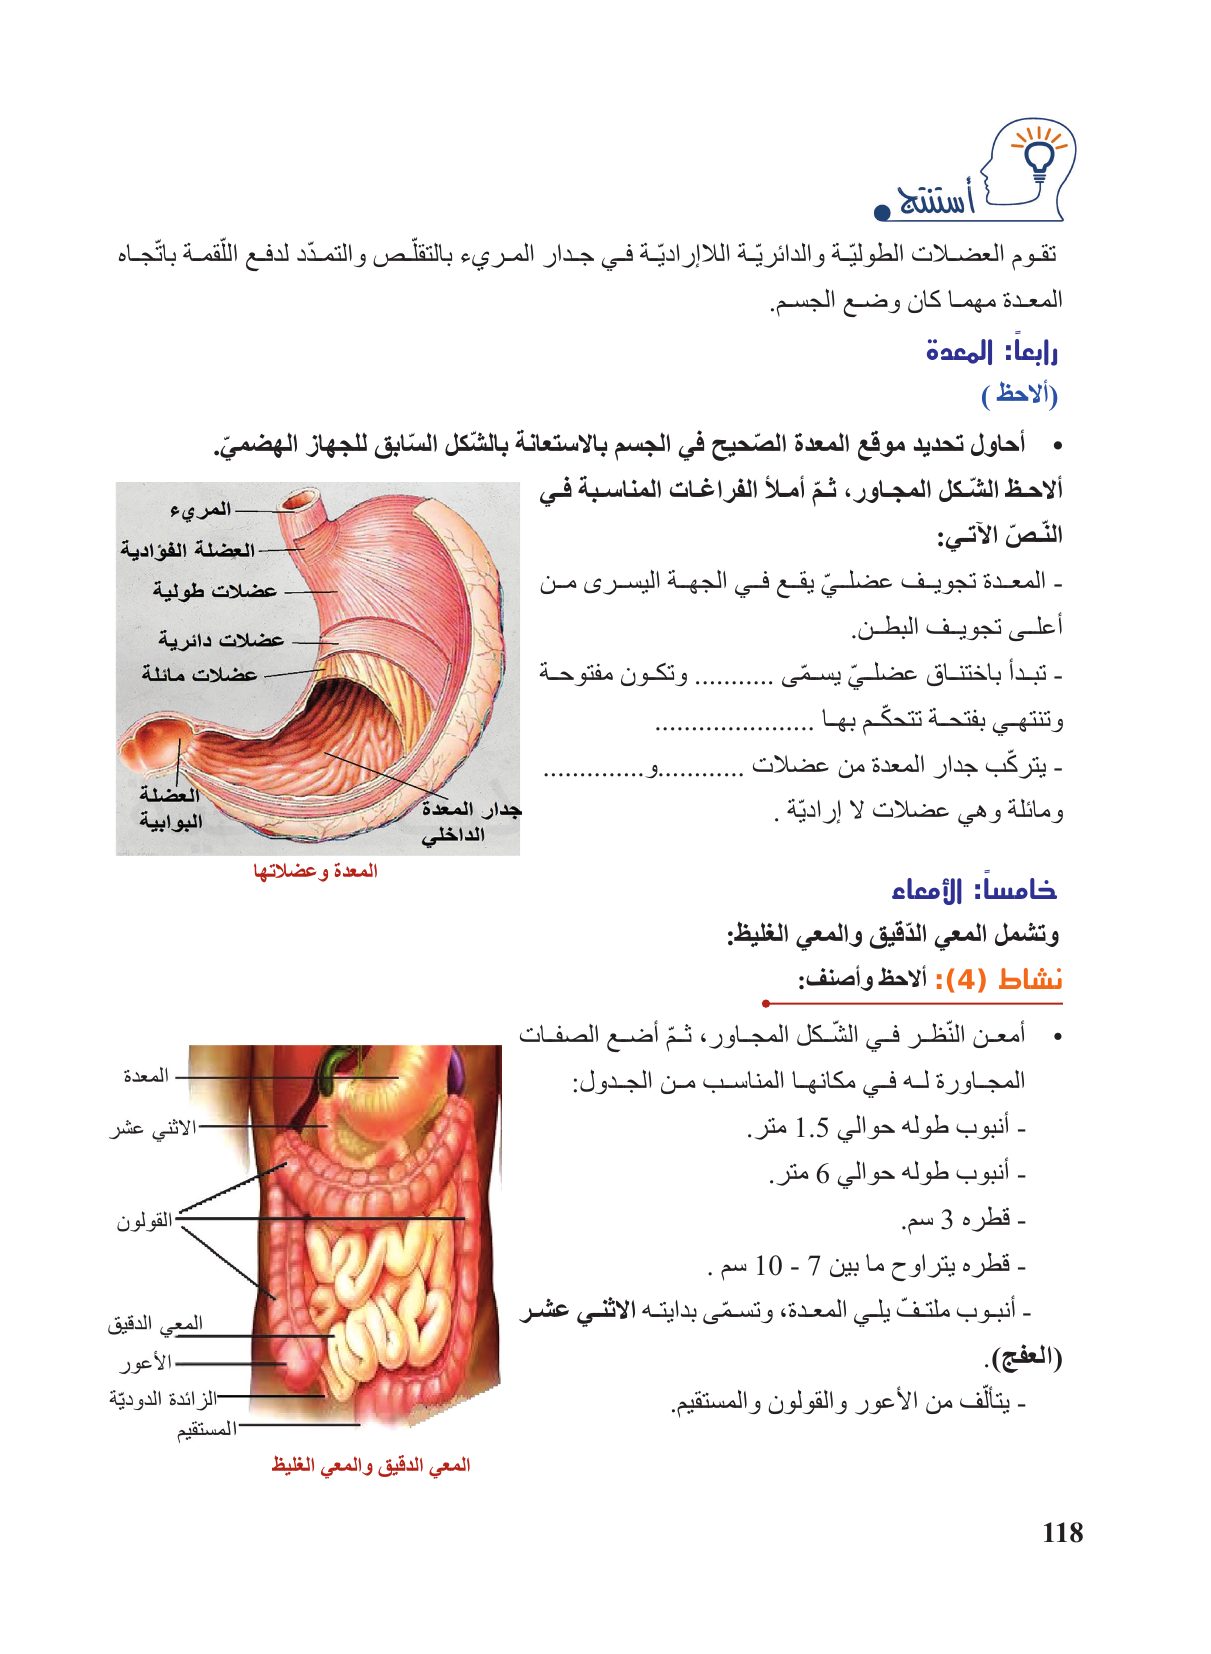 أستنتج
تقوم العضلات الطوليّة والدائريّة اللاإراديّة في جدار المريء بالتقلّص والتمدّد لدفع اللّقمة باتّجاه
المعدة مهما كان وضع الجسم.
رابعاً: المعدة
(ألاحظ )
• أحاول تحديد موقع المعدة الصّحيح في الجسم بالاستعانة بالشّكل السّابق للجهاز الهضميّ.
ألاحظ الشّكل المجاور، ثمّ أملأ الفراغات المناسبة في
النّصّ الآتي:
- المعدة تجويف عضليّ يقع في الجهة اليسرى من
أعلى تجويف البطن.
- تبدأ باختناق عضليّ يسمّى ........... وتكون مفتوحة
وتنتهي بفتحة تتحكّم بها ......................
- يتركّب جدار المعدة من عضلات ............و..............
ومائلة وهي عضلات لا إراديّة .
المريء
العضلة الفؤادية
عضلات طولية
عضلات دائرية
عضلات مائلة
العضلة
البوابية
جدار المعدة
الداخلي
المعدة وعضلاتها
خامساً: الأمعاء
وتشمل المعي الدّقيق والمعي الغليظ:
نشاط (4): ألاحظ وأصنف:
• أمعن النّظر في الشّكل المجاور، ثمّ أضع الصفات
المجاورة له في مكانها المناسب من الجدول:
- أنبوب طوله حوالي 1.5 متر.
- أنبوب طوله حوالي 6 متر.
- قطره 3 سم.
- قطره يتراوح ما بين 7 - 10 سم .
- أنبوب ملتفّ يلي المعدة، وتسمّى بدايته الاثني عشر
(العفج).
- يتألّف من الأعور والقولون والمستقيم.
المعدة
الاثني عشر
القولون
المعي الدقيق
الأعور
الزائدة الدوديّة
المستقيم
المعي الدقيق والمعي الغليظ
118